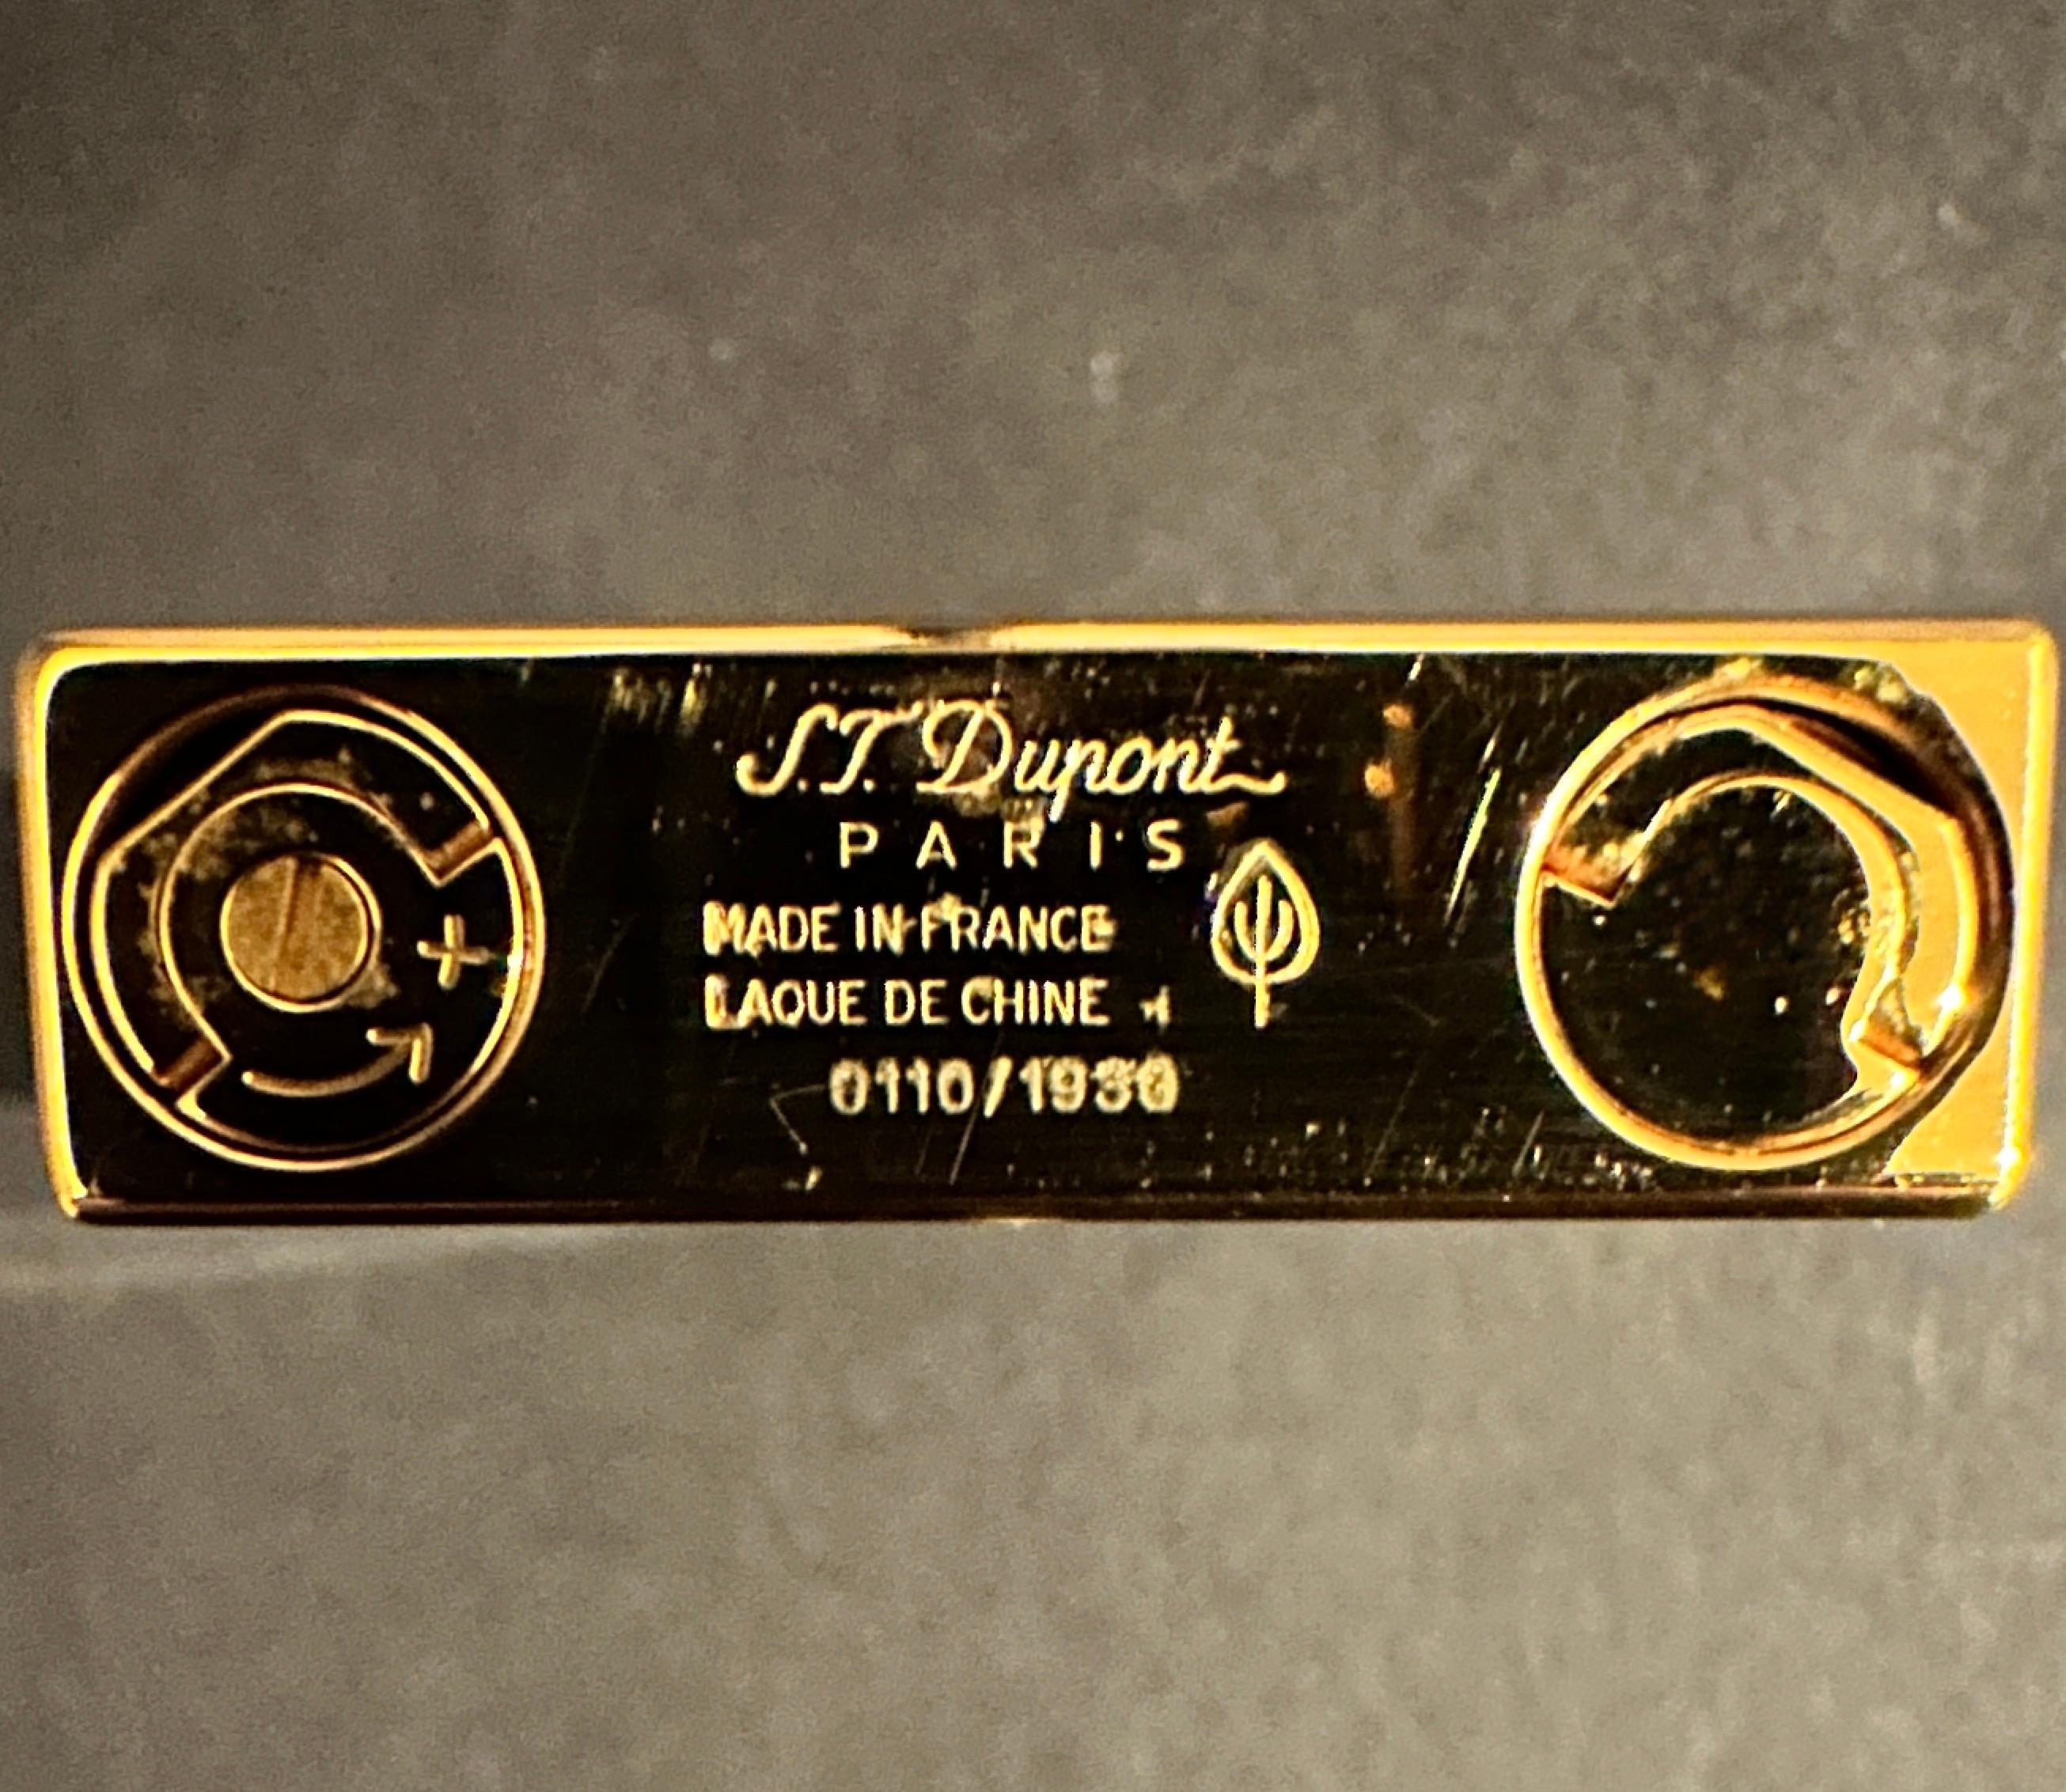 S.T. Dupont
PARIS
MADE IN FRANCE
LAQUE DE CHINE
0110/1930
+